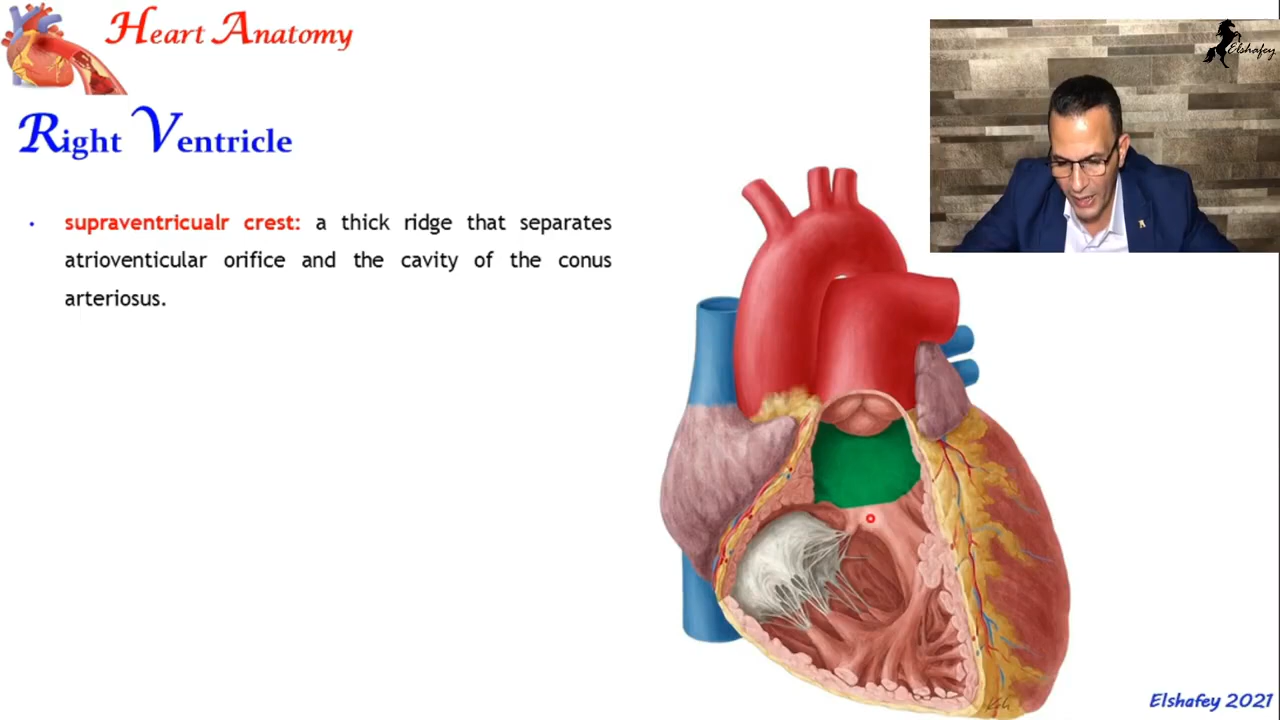 Heart Anatomy
Elshafey
Right Ventricle
• supraventricualr crest: a thick ridge that separates
atrioventicular orifice and the cavity of the conus
arteriosus.
Elshafey 2021